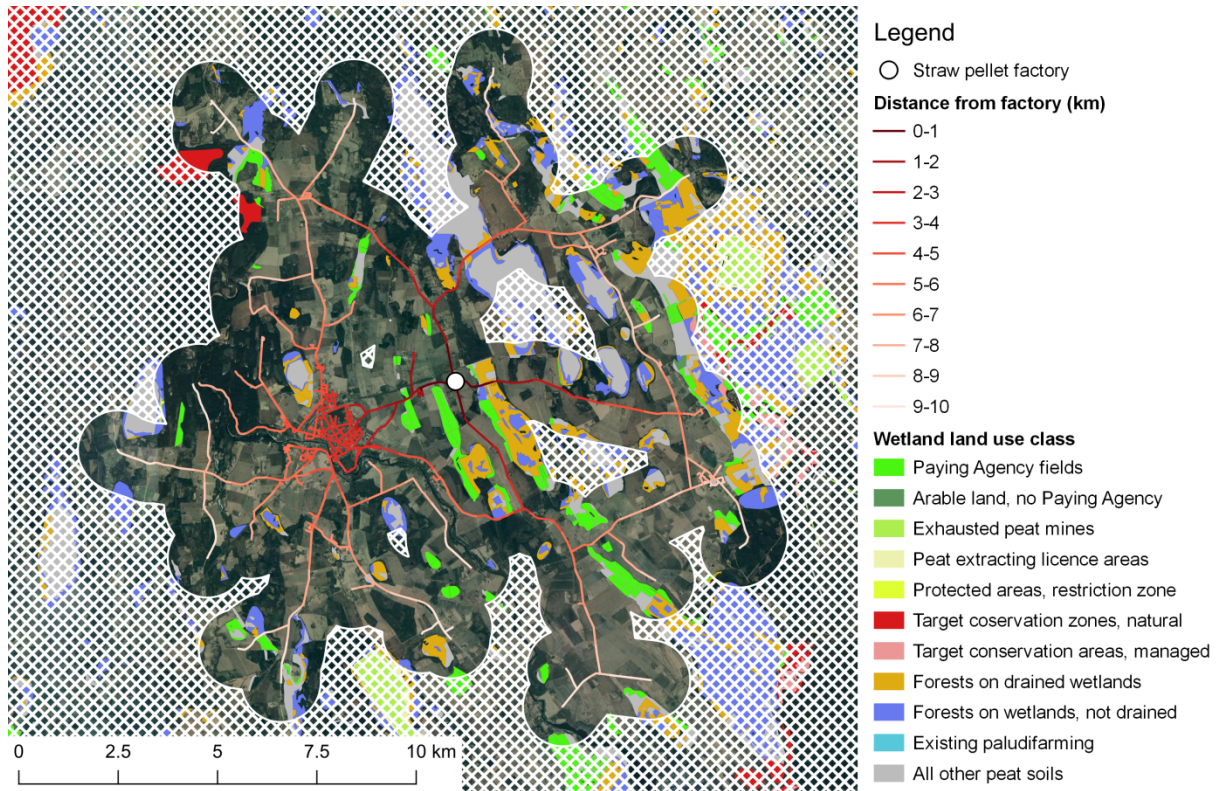 Legend
Straw pellet factory
Distance from factory (km)
0-1
1-2
2-3
3-4
4-5
5-6
6-7
7-8
8-9
9-10
Wetland land use class
Paying Agency fields
Arable land, no Paying Agency
Exhausted peat mines
Peat extracting licence areas
Protected areas, restriction zone
Target coservation zones, natural
Target conservation areas, managed
Forests on drained wetlands
Forests on wetlands, not drained
Existing paludifarming
All other peat soils
0 2.5 5 7.5 10 km